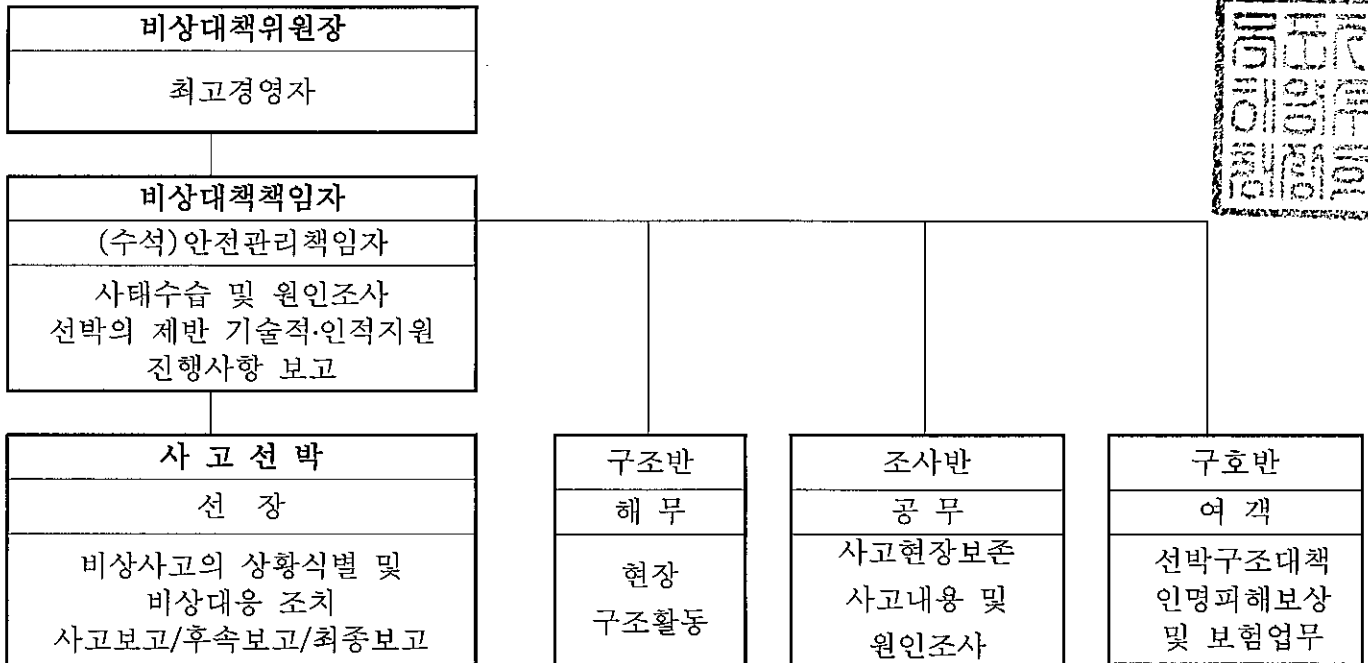 비상대책위원장
최고경영자
비상대책책임자
(수석)안전관리책임자
사태수습 및 원인조사
선박의 제반 기술적·인적지원
진행사항 보고
사 고 선 박
선 장
비상사고의 상황식별 및
비상대응 조치
사고보고/후속보고/최종보고
구조반
해 무
현장
구조활동
조사반
공 무
사고현장보존
사고내용 및
원인조사
구호반
여 객
선박구조대책
인명피해보상
및 보험업무